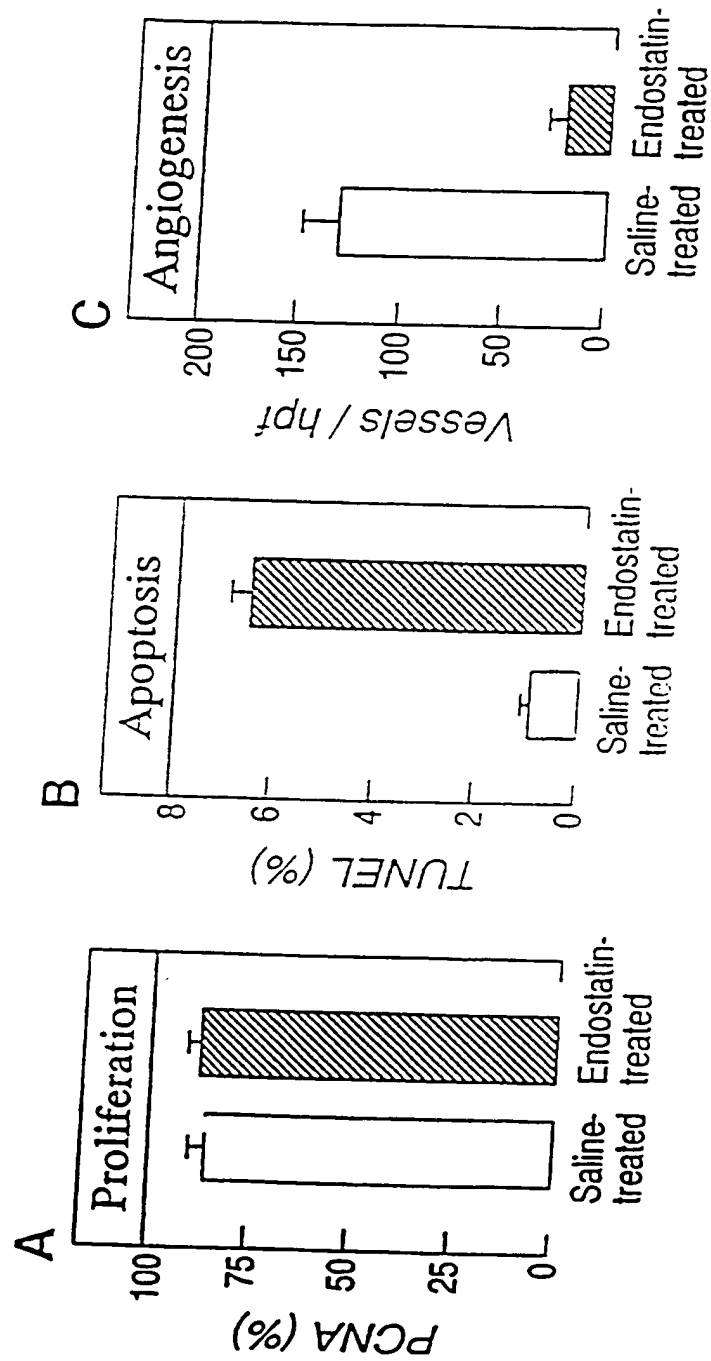 A
Proliferation
PCNA (%)
100
75
50
25
0
Saline-
treated
Endostatin-
treated
B
Apoptosis
TUNEL (%)
8
6
4
2
0
Saline-
treated
Endostatin-
treated
C
Angiogenesis
Vessels / hpf
200
150
100
50
0
Saline-
treated
Endostatin-
treated